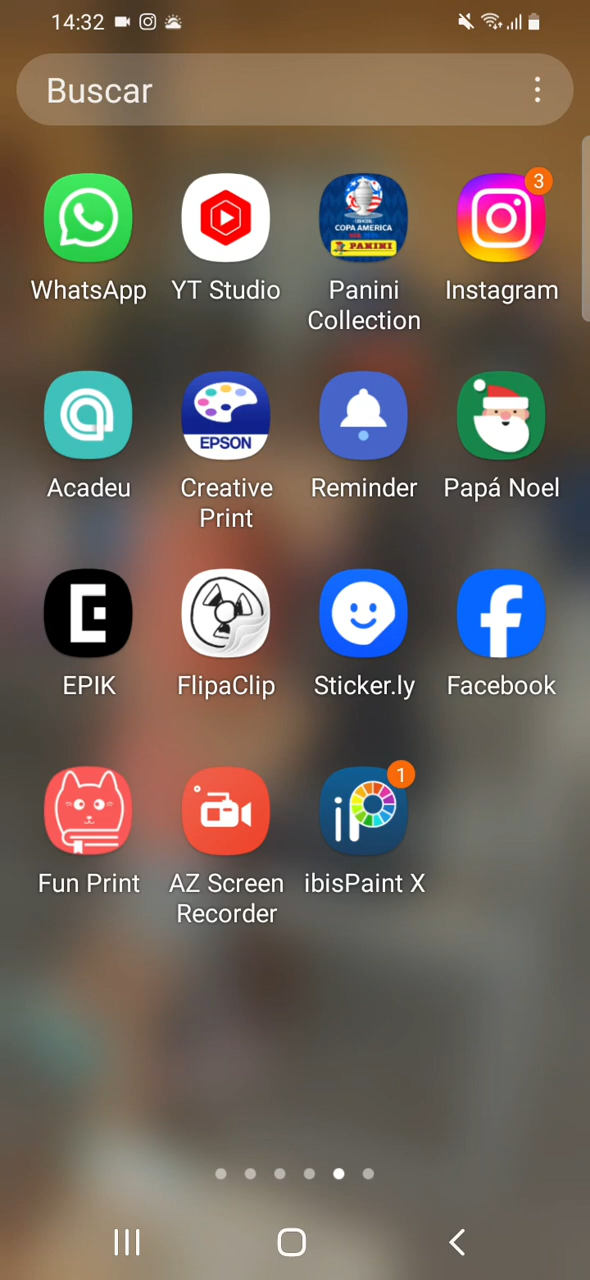 14:32
Buscar
COPA AMERICA
PANINI
3
WhatsApp
YT Studio
Panini
Collection
Instagram
EPSON
Acadeu
Creative
Print
Reminder
Papá Noel
EPIK
FlipaClip
Sticker.ly
Facebook
iP
1
Fun Print
AZ Screen
Recorder
ibisPaint X